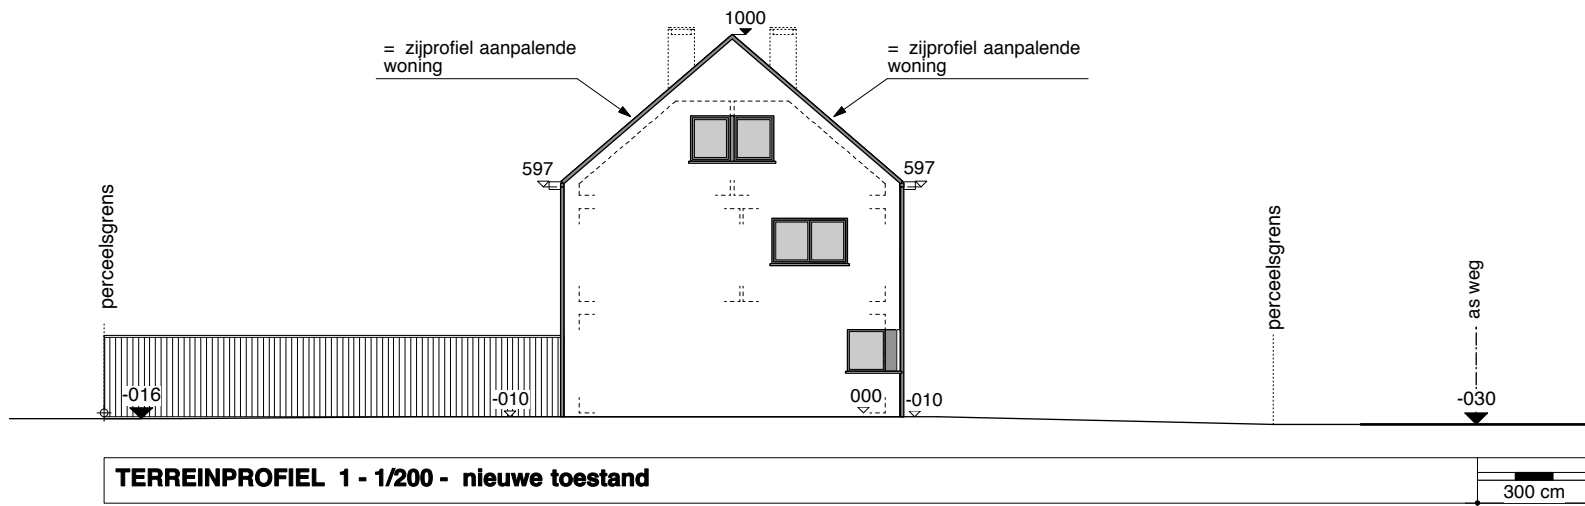 1000
= zijprofiel aanpalende
woning
= zijprofiel aanpalende
woning
597
597
perceelsgrens
perceelsgrens
as weg
-016
-010
000
-010
-030
TERREINPROFIEL 1 - 1/200 - nieuwe toestand
300 cm